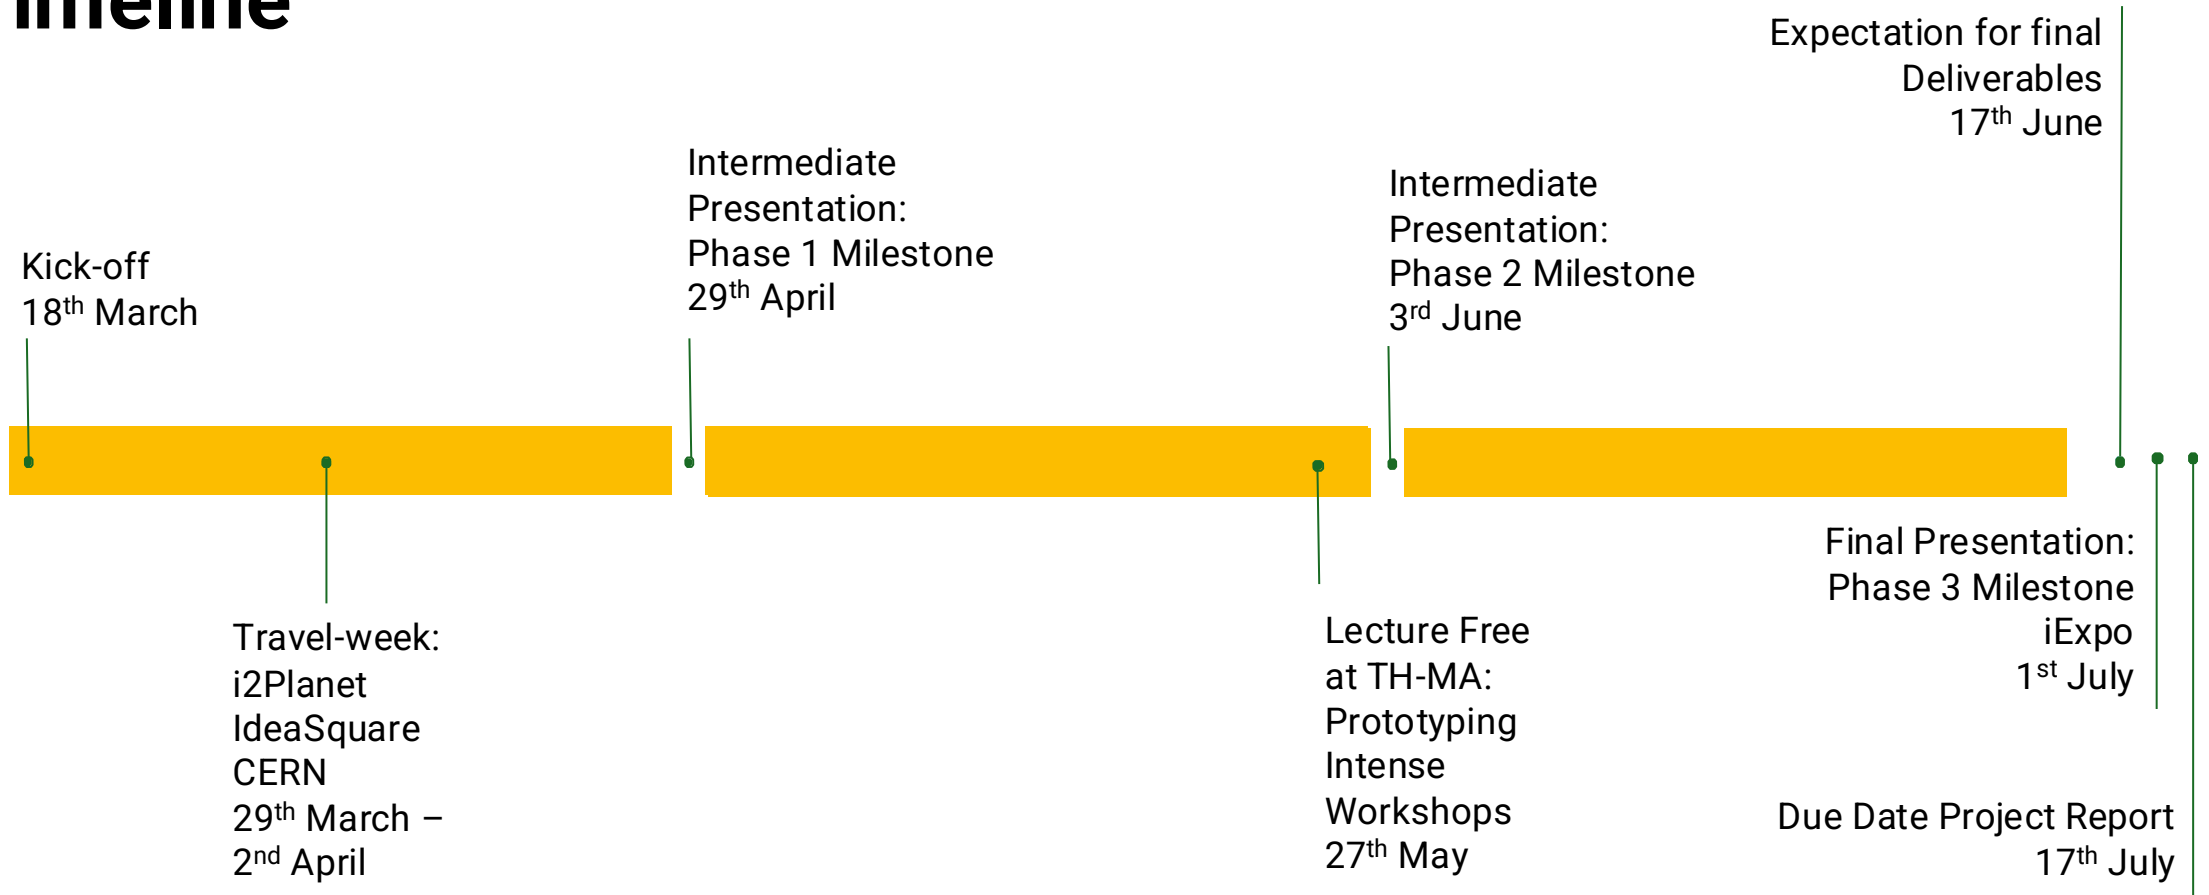 Expectation for final
Deliverables
17th June
Intermediate
Presentation:
Phase 1 Milestone
29th April
Intermediate
Presentation:
Phase 2 Milestone
3rd June
Kick-off
18th March
Travel-week:
i2Planet
IdeaSquare
CERN
29th March –
2nd April
Lecture Free
at TH-MA:
Prototyping
Intense
Workshops
27th May
Final Presentation:
Phase 3 Milestone
iExpo
1st July
Due Date Project Report
17th July